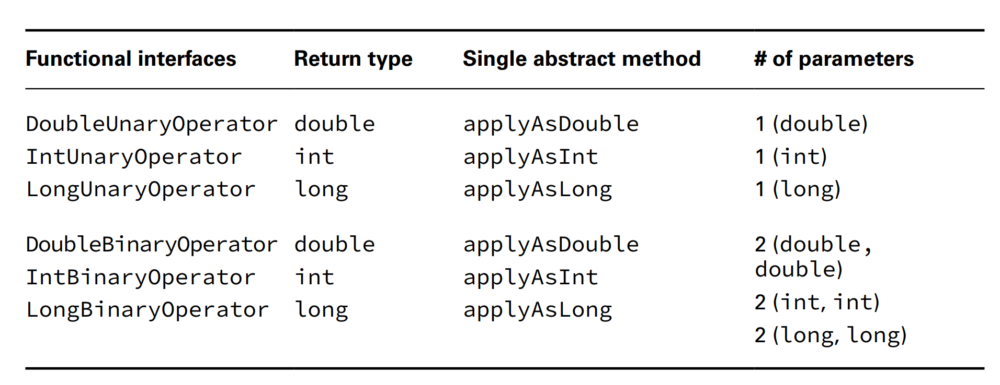 Functional interfaces Return type Single abstract method # of parameters
DoubleUnaryOperator double applyAsDouble 1 (double)
IntUnaryOperator int applyAsInt 1 (int)
LongUnaryOperator long applyAsLong 1 (long)
DoubleBinaryOperator double applyAsDouble 2 (double,
double)
IntBinaryOperator int applyAsInt
2 (int, int)
LongBinaryOperator long applyAsLong
2 (long, long)